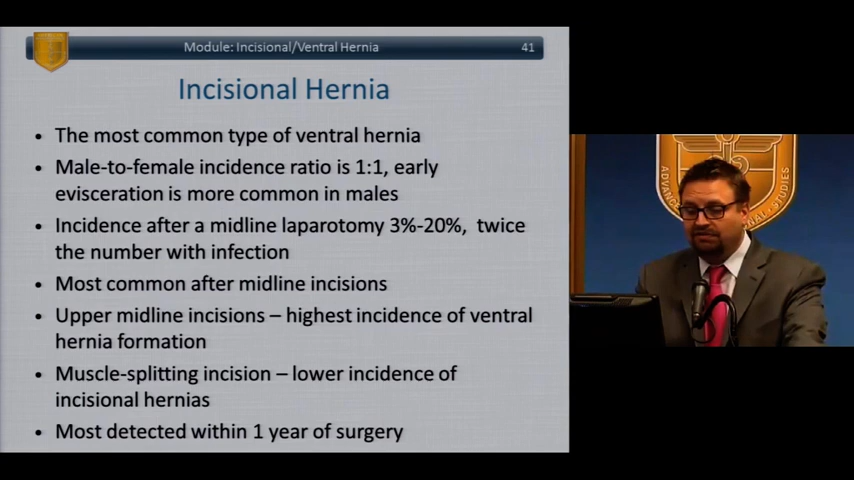 Module: Incisional/Ventral Hernia
41
Incisional Hernia
• The most common type of ventral hernia
• Male-to-female incidence ratio is 1:1, early
evisceration is more common in males
• Incidence after a midline laparotomy 3%-20%, twice
the number with infection
• Most common after midline incisions
• Upper midline incisions – highest incidence of ventral
hernia formation
• Muscle-splitting incision – lower incidence of
incisional hernias
• Most detected within 1 year of surgery